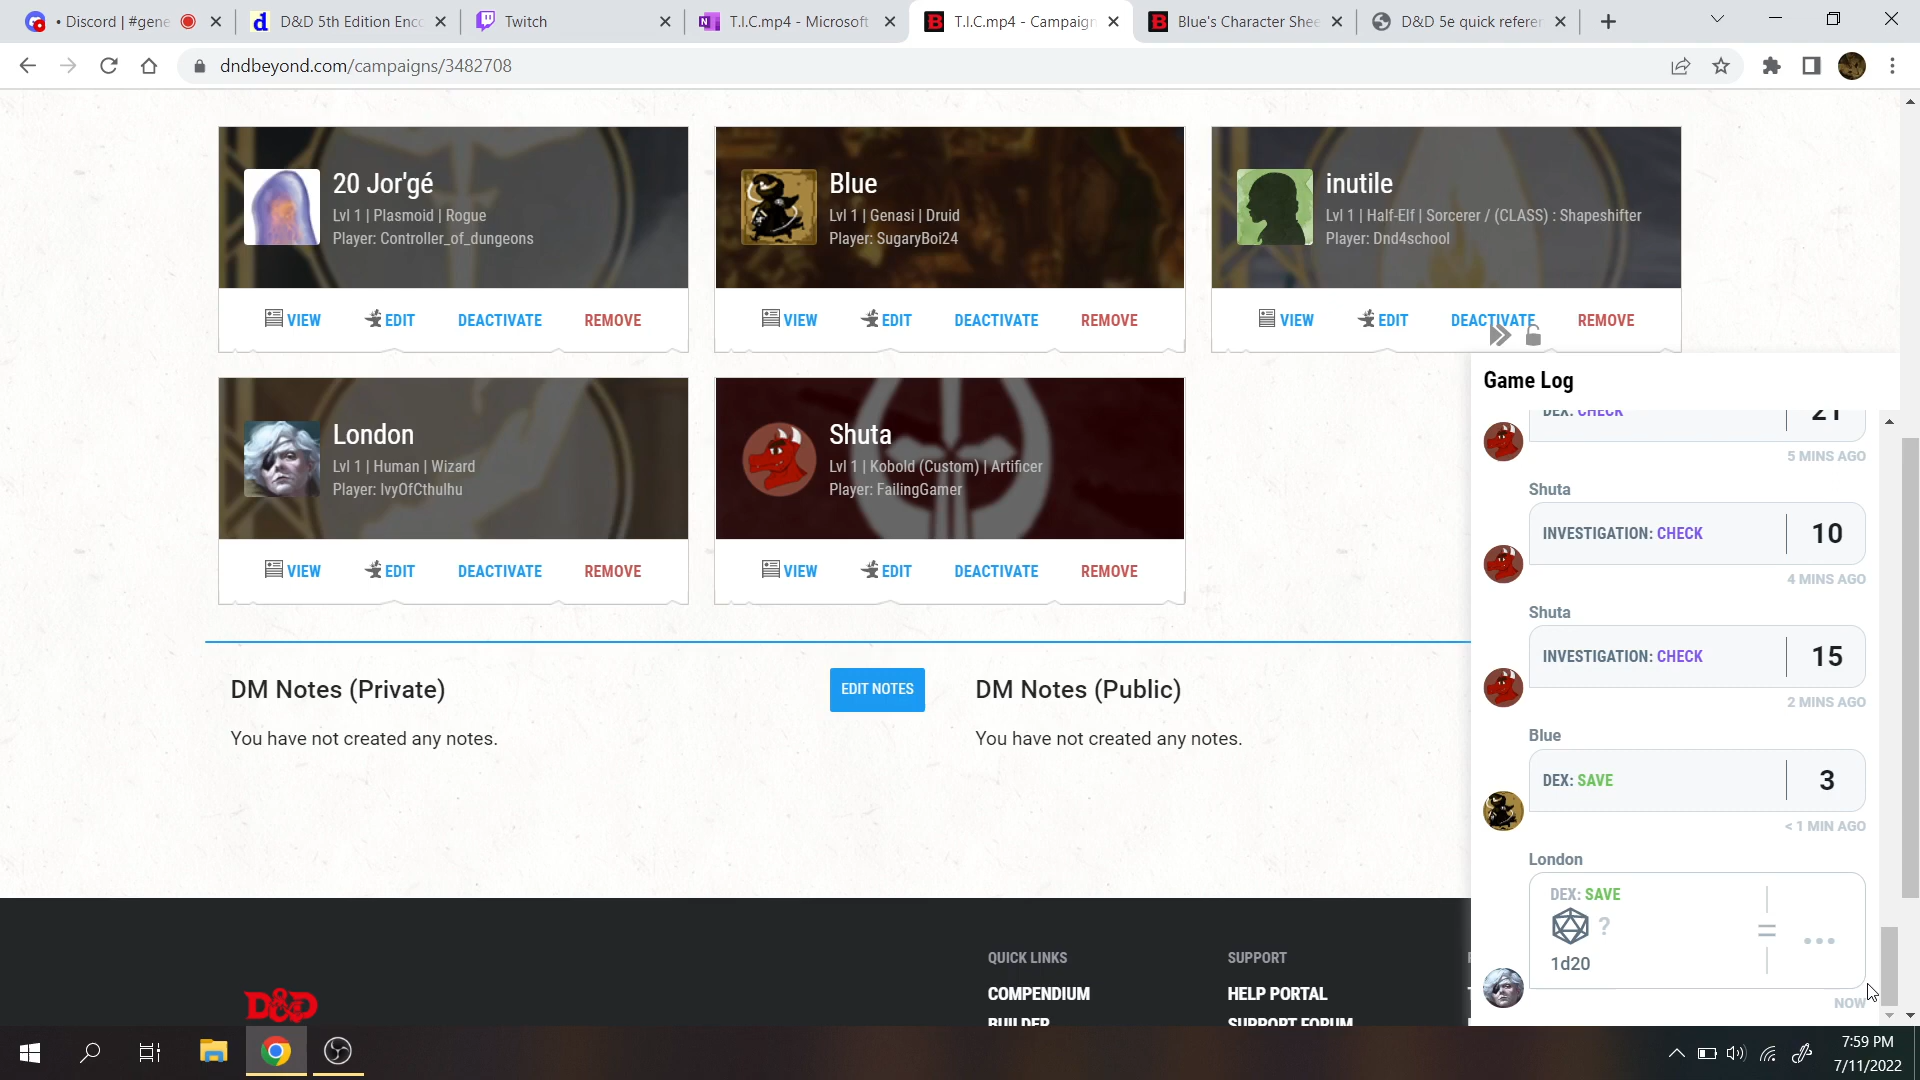 • Discord | #gene
D&D 5th Edition Enc
Twitch
T.I.C.mp4 - Microsoft
T.I.C.mp4 - Campaign
Blue's Character Shee
D&D 5e quick referen
dndbeyond.com/campaigns/3482708
20 Jor'gé
Lvl 1 | Plasmoid | Rogue
Player: Controller_of_dungeons
VIEW EDIT DEACTIVATE REMOVE
Blue
Lvl 1 | Genasi | Druid
Player: SugaryBoi24
VIEW EDIT DEACTIVATE REMOVE
inutile
Lvl 1 | Half-Elf | Sorcerer / (CLASS) : Shapeshifter
Player: Dnd4school
VIEW EDIT DEACTIVATE REMOVE
London
Lvl 1 | Human | Wizard
Player: IvyOfCthulhu
VIEW EDIT DEACTIVATE REMOVE
Shuta
Lvl 1 | Kobold (Custom) | Artificer
Player: FailingGamer
VIEW EDIT DEACTIVATE REMOVE
DM Notes (Private)
EDIT NOTES
You have not created any notes.
DM Notes (Public)
You have not created any notes.
Game Log
DEX: CHECK 21
5 MINS AGO
Shuta
INVESTIGATION: CHECK 10
4 MINS AGO
Shuta
INVESTIGATION: CHECK 15
2 MINS AGO
Blue
DEX: SAVE 3
< 1 MIN AGO
London
DEX: SAVE
? = ...
1d20
NOW
D&D
QUICK LINKS
COMPENDIUM
BUILDER
SUPPORT
HELP PORTAL
SUPPORT FORUM
7:59 PM
7/11/2022